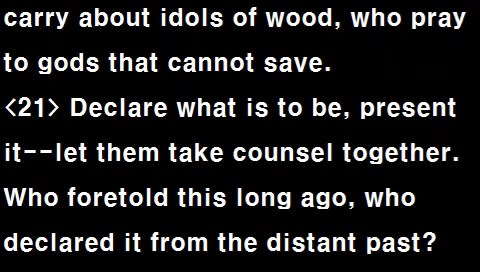 carry about idols of wood, who pray
to gods that cannot save.
<21> Declare what is to be, present
it--let them take counsel together.
Who foretold this long ago, who
declared it from the distant past?